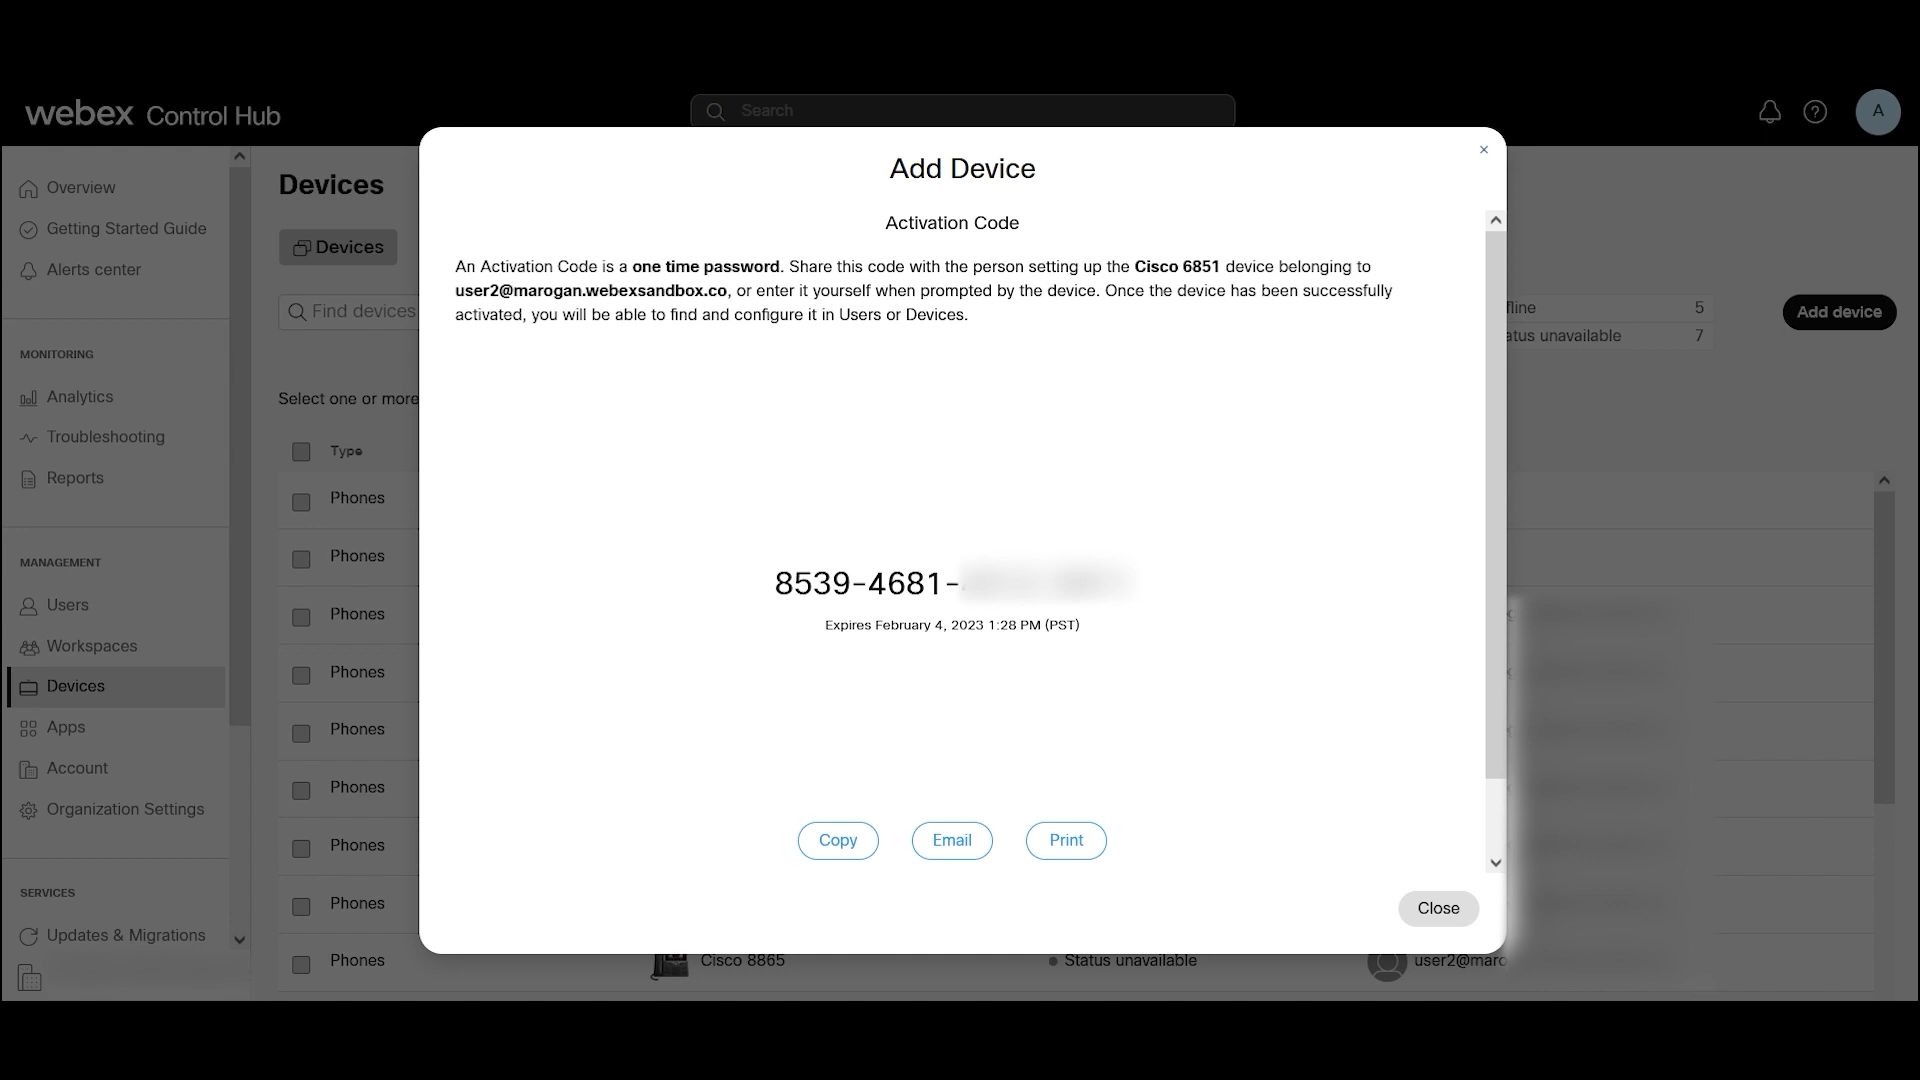 webex Control Hub
Search
A
Overview
Getting Started Guide
Alerts center
MONITORING
Analytics
Troubleshooting
Reports
MANAGEMENT
Users
Workspaces
Devices
Apps
Account
Organization Settings
SERVICES
Updates & Migrations
Devices
Devices
Find devices
fline 5
atus unavailable 7
Add device
Select one or more
Type
Phones
Phones
Phones
Phones
Phones
Phones
Phones
Phones
Phones Cisco 8865 Status unavailable user2@maro
Add Device
×
Activation Code
An Activation Code is a one time password. Share this code with the person setting up the Cisco 6851 device belonging to
user2@marogan.webexsandbox.co, or enter it yourself when prompted by the device. Once the device has been successfully
activated, you will be able to find and configure it in Users or Devices.
8539-4681-
Expires February 4, 2023 1:28 PM (PST)
Copy Email Print
Close